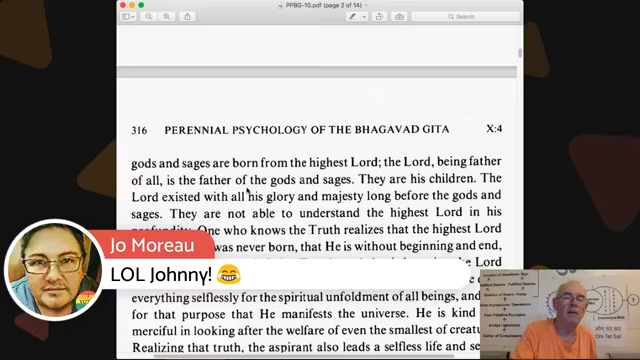 PPBG-10.pdf (page 2 of 14)
Search
316 PERENNIAL PSYCHOLOGY OF THE BHAGAVAD GITA X:4
gods and sages are born from the highest Lord; the Lord, being father
of all, is the father of the gods and sages. They are his children. The
Lord existed with all his glory and majesty long before the gods and
sages. They are not able to understand the highest Lord in his
profundity. One who knows the Truth realizes that the highest Lord
was never born, that He is without beginning and end,
Jo Moreau
LOL Johnny! 😂
everything selflessly for the spiritual unfoldment of all beings, and
for that purpose that He manifests the universe. He is kind
merciful in looking after the welfare of even the smallest of
Realizing that truth, the aspirant also leads a selfless life and
Om Tat Sat